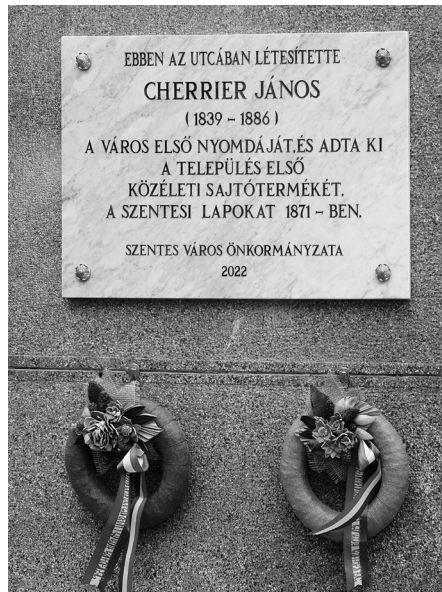 EBBEN AZ UTCÁBAN LÉTESÍTETTE
CHERRIER JÁNOS
(1839 – 1886)
A VÁROS ELSŐ NYOMDÁJÁT,ÉS ADTA KI
A TELEPÜLÉS ELSŐ
KÖZÉLETI SAJTÓTERMÉKÉT,
A SZENTESI LAPOKAT 1871 – BEN.
SZENTES VÁROS ÖNKORMÁNYZATA
2022